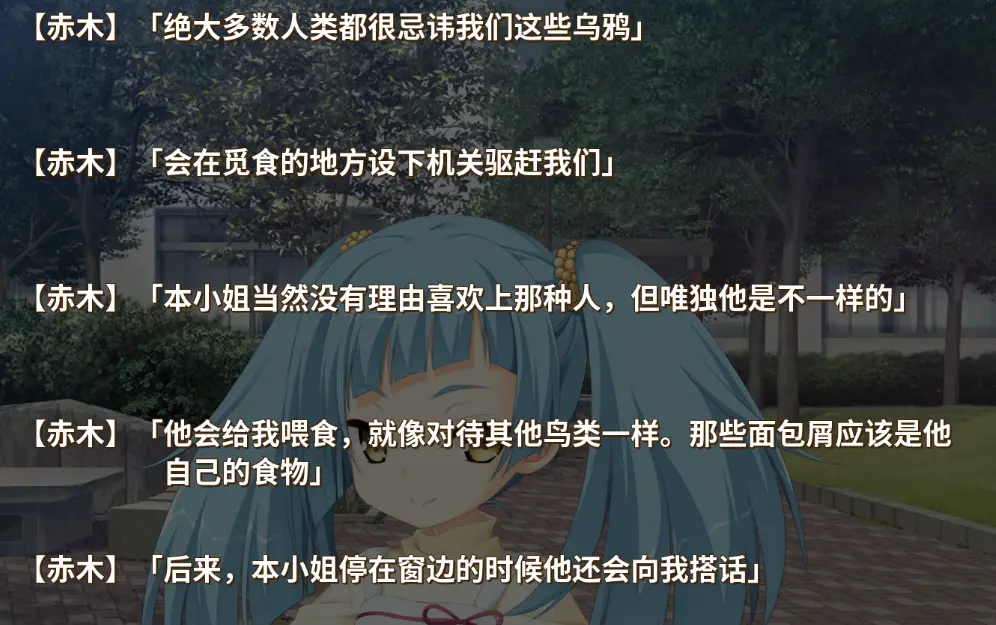 【赤木】「绝大多数人类都很忌讳我们这些乌鸦」
【赤木】「会在觅食的地方设下机关驱赶我们」
【赤木】「本小姐当然没有理由喜欢上那种人，但唯独他是不一样的」
【赤木】「他会给我喂食，就像对待其他鸟类一样。那些面包屑应该是他
自己的食物」
【赤木】「后来，本小姐停在窗边的时候他还会向我搭话」